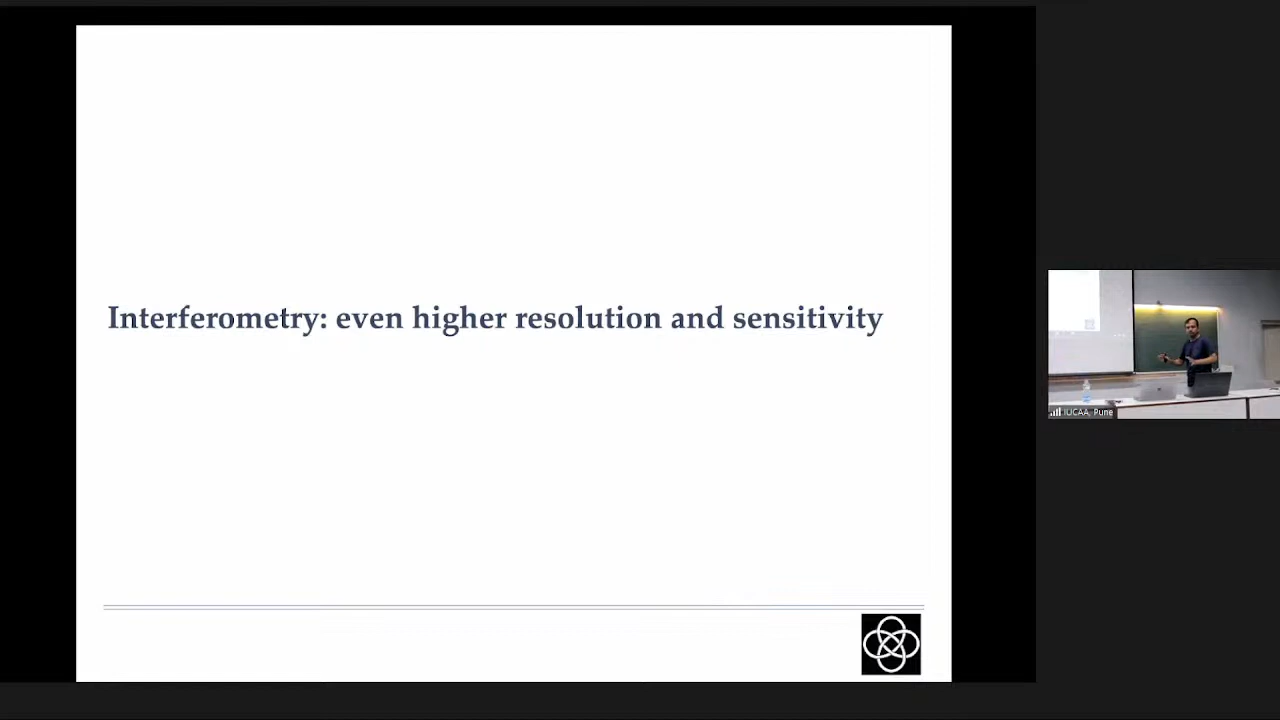 Interferometry: even higher resolution and sensitivity
IUCAA, Pune